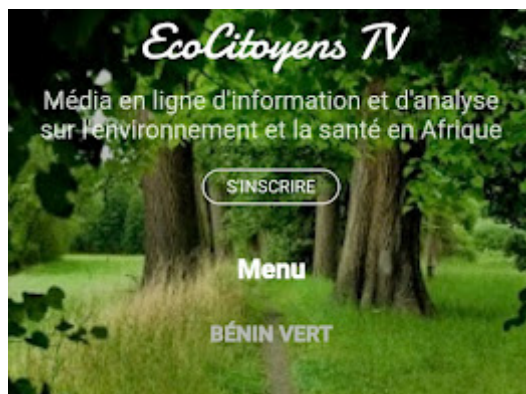 EcoCitoyens TV
Média en ligne d'information et d'analyse
sur l'environnement et la santé en Afrique
S'INSCRIRE
Menu
BÉNIN VERT